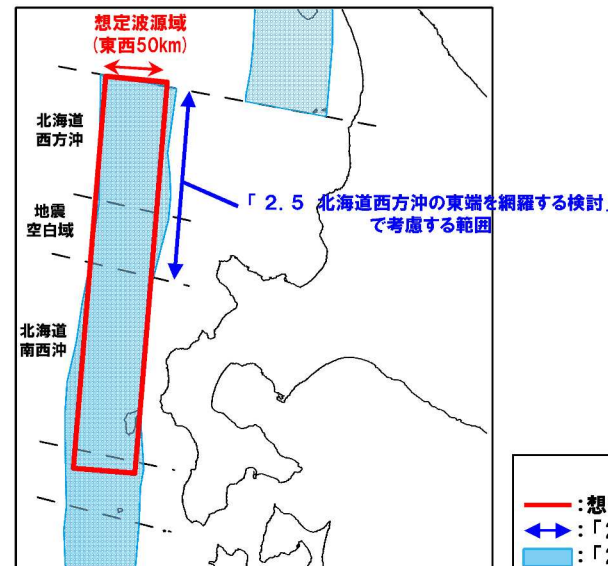 想定波源域
(東西50km)
北海道
西方沖
「 2．5 北海道西方沖の東端を網羅する検討」
で考慮する範囲
地震
空白域
北海道
南西沖
：想
：「2
：「2